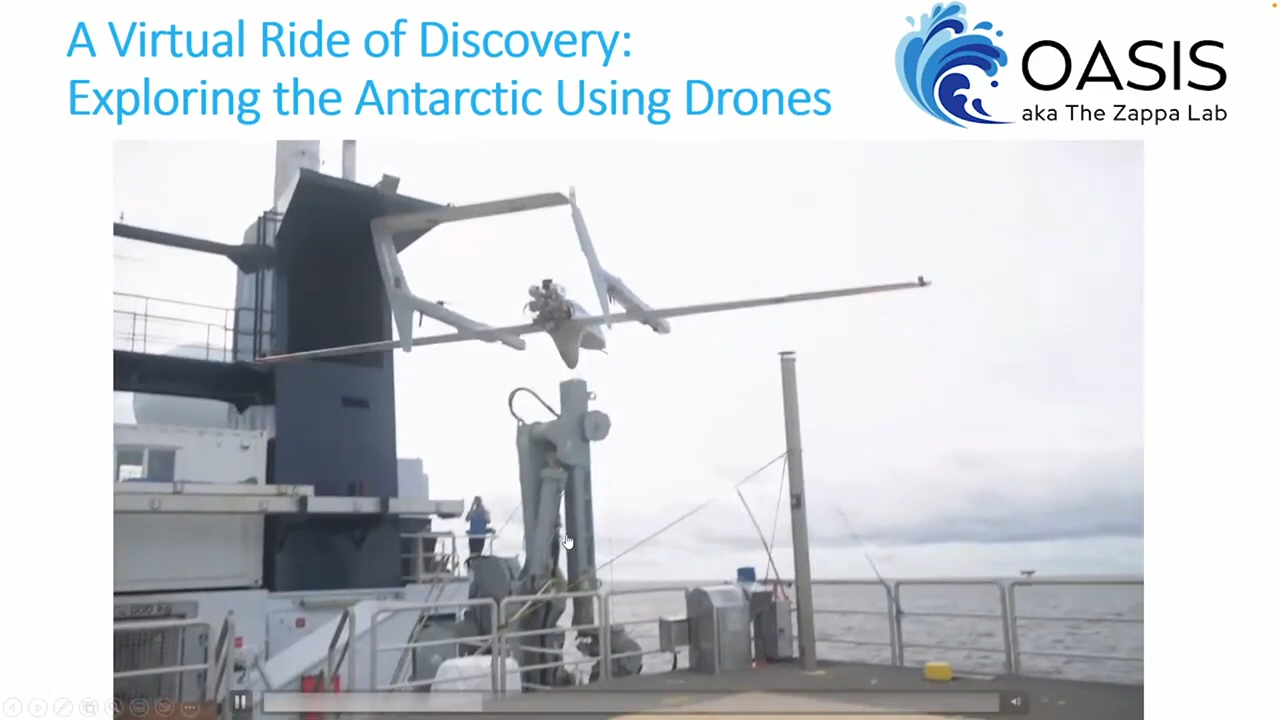 A Virtual Ride of Discovery:
Exploring the Antarctic Using Drones
OASIS
aka The Zappa Lab